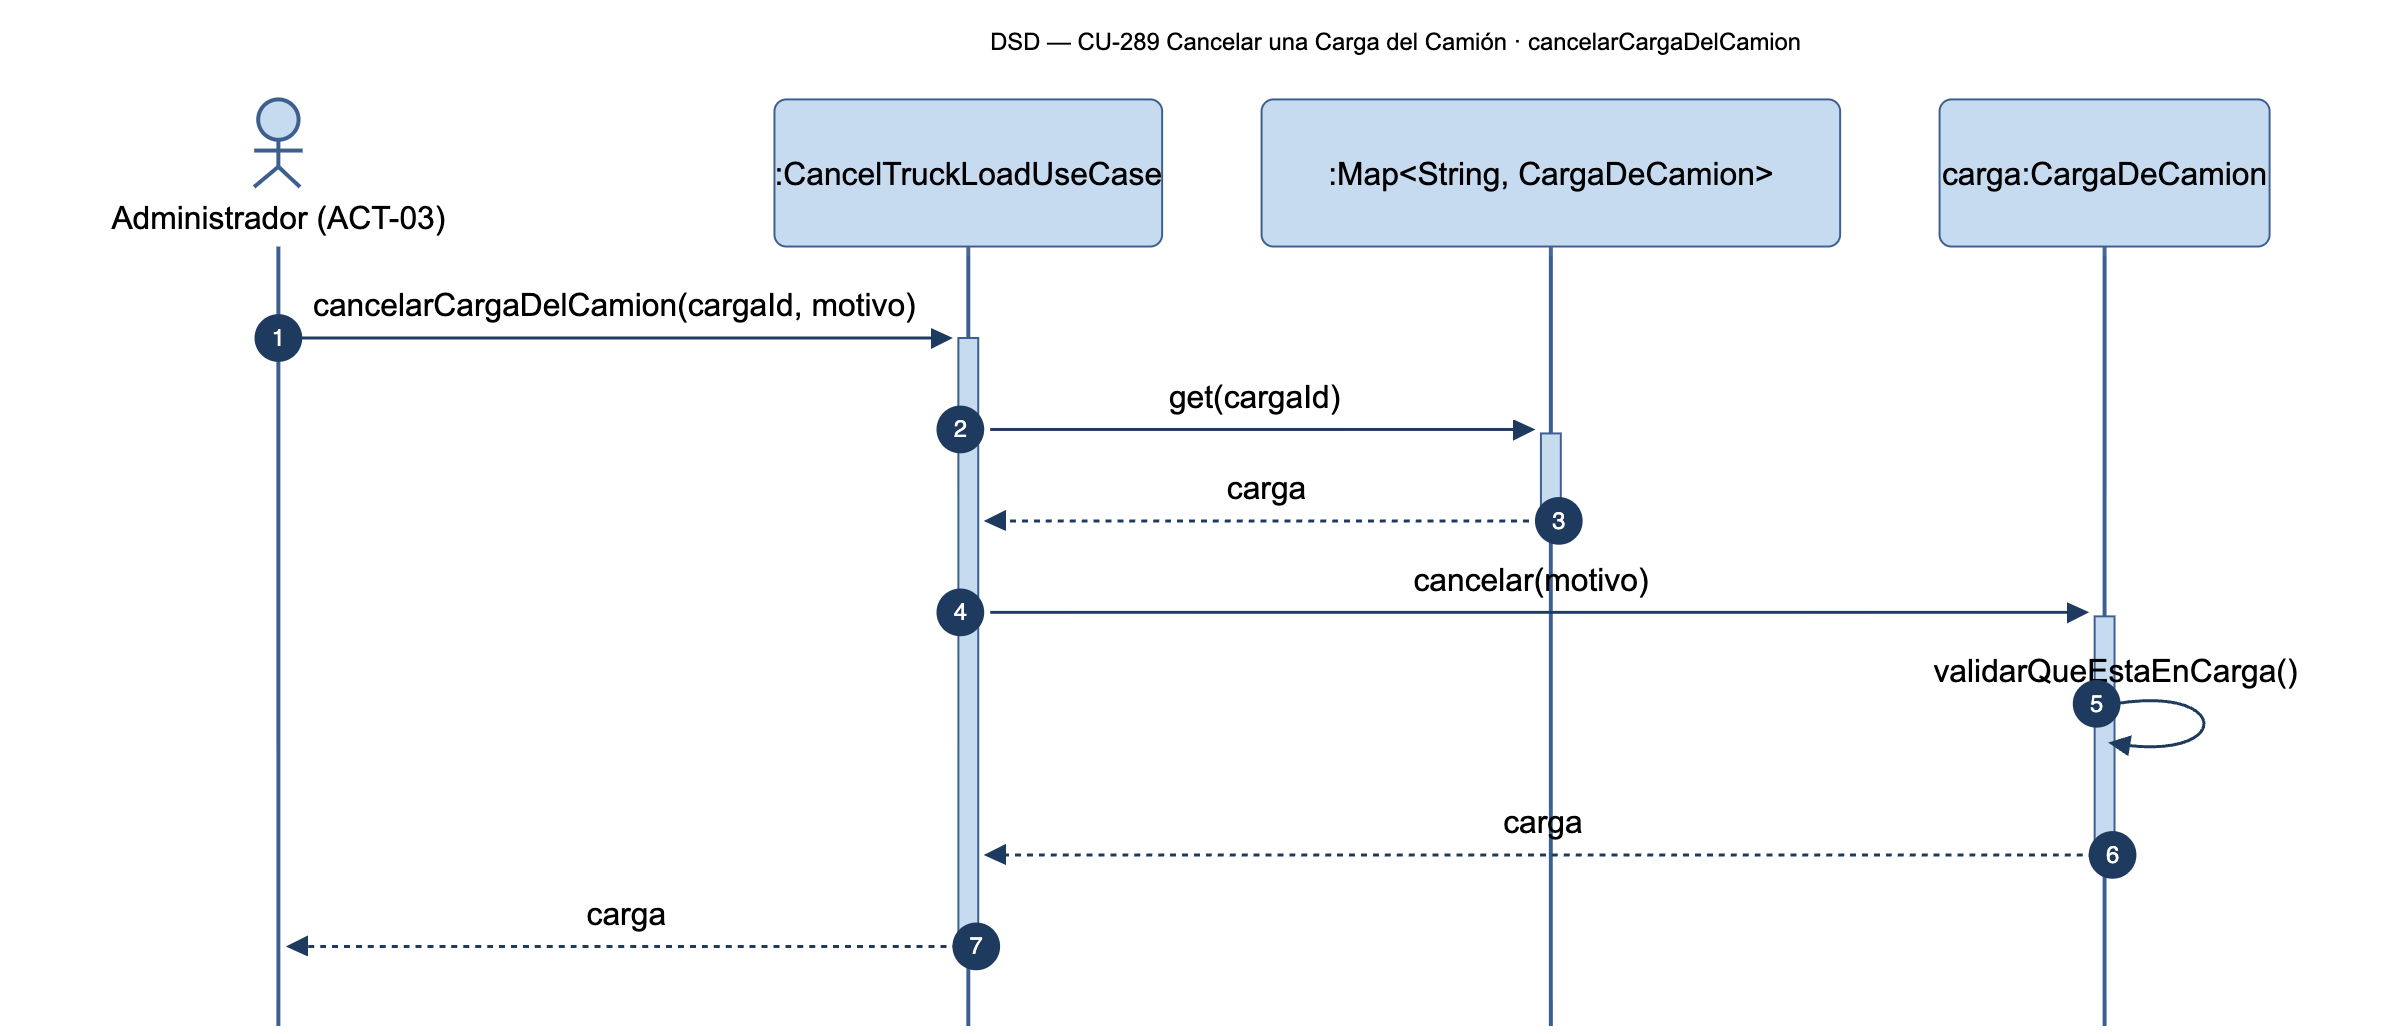 DSD — CU-289 Cancelar una Carga del Camión · cancelarCargaDelCamion
Administrador (ACT-03)
:CancelTruckLoadUseCase
:Map<String, CargaDeCamion>
carga:CargaDeCamion
cancelarCargaDelCamion(cargaId, motivo)
1
get(cargaId)
2
carga
3
cancelar(motivo)
4
validarQueEstaEnCarga()
5
carga
6
carga
7